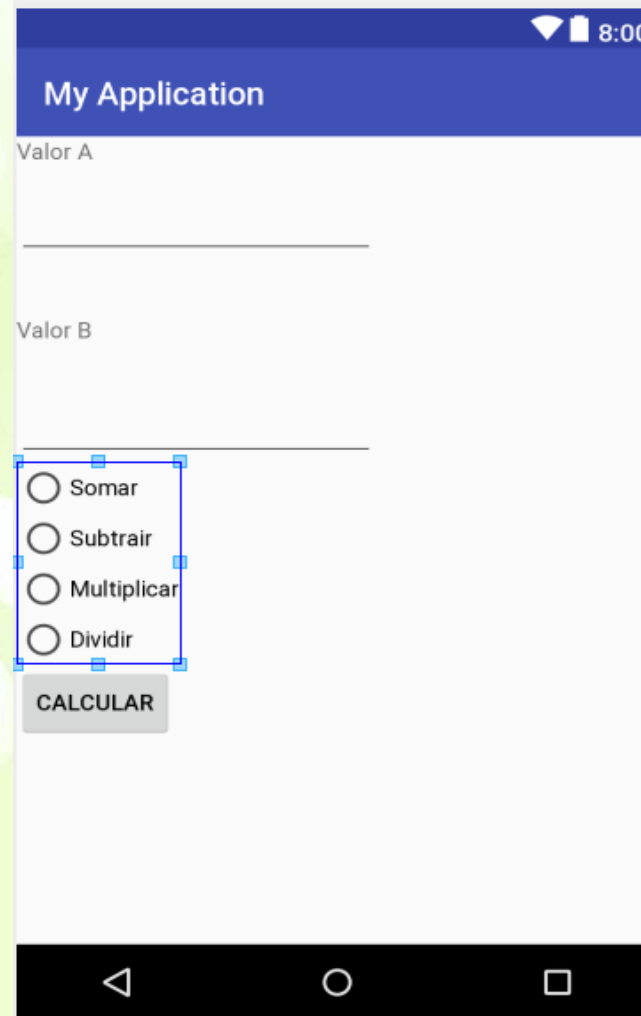 8:00
My Application
Valor A
Valor B
Somar
Subtrair
Multiplicar
Dividir
CALCULAR